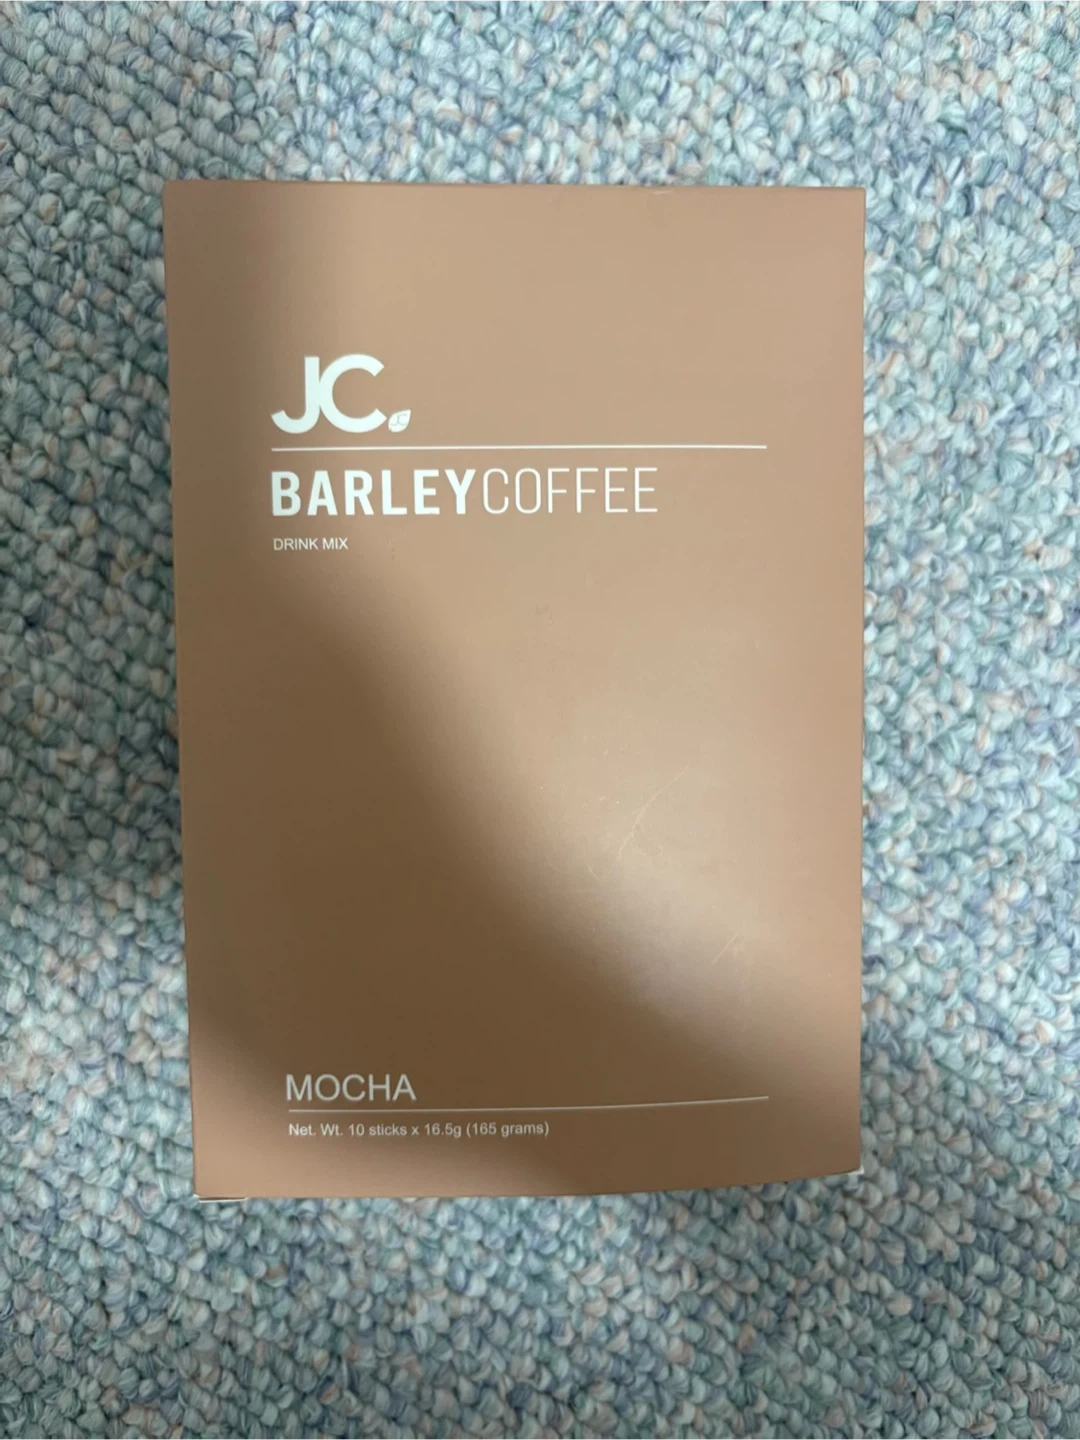 JC.
BARLEYCOFFEE
DRINK MIX
MOCHA
Net. Wt. 10 sticks x 16.5g (165 grams)